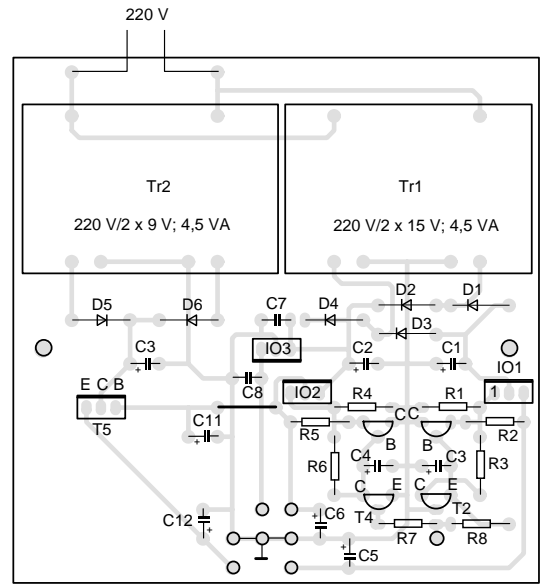 220 V
Tr2
Tr1
220 V/2 x 9 V; 4,5 VA
220 V/2 x 15 V; 4,5 VA
D5
D6
C7
D4
D2
D1
D3
C3
IO3
C2
C1
IO1
E C B
C8
IO2
R4
C C
R1
1
T5
C11
R5
B
B
R2
R6
C4
C3
R3
C
E
C
E
C12
C6
T4
T2
R7
R8
C5